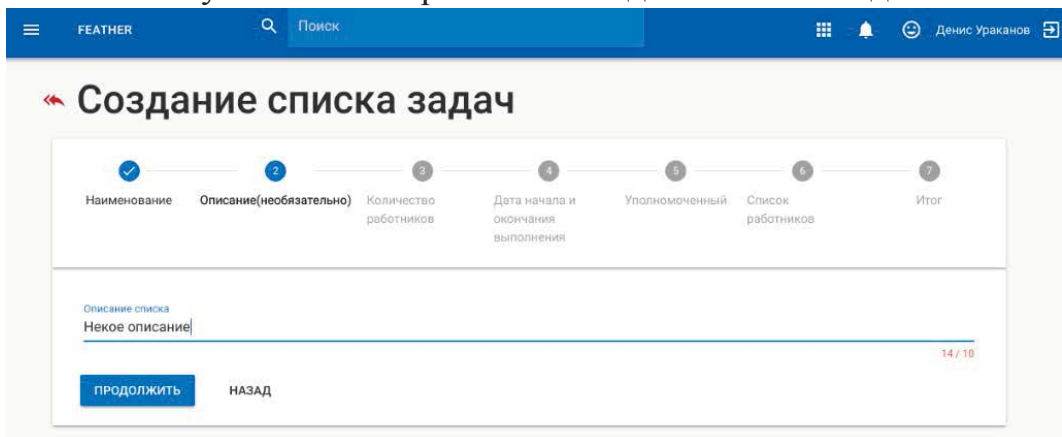 FEATHER
Поиск
Денис Ураканов
Создание списка задач
2
3
4
5
6
7
Наименование
Описание(необязательно)
Количество
работников
Дата начала и
окончания
выполнения
Уполномоченный
Список
работников
Итог
Описание списка
Некое описание
14 / 10
ПРОДОЛЖИТЬ
НАЗАД